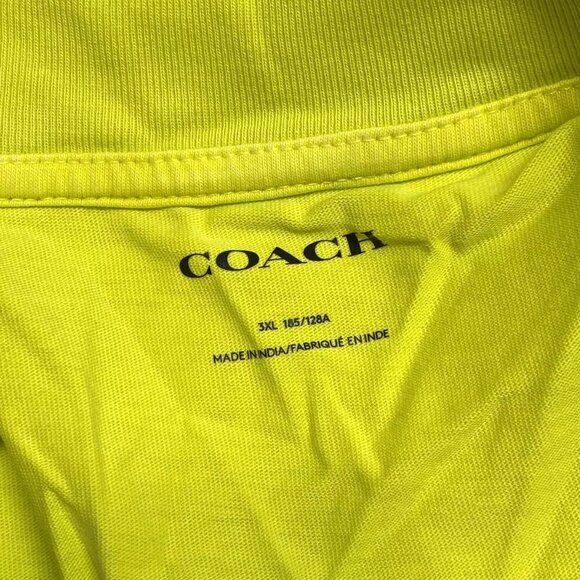 COACH
3XL 185/128A
MADE IN INDIA/FABRIQUÉ EN INDE